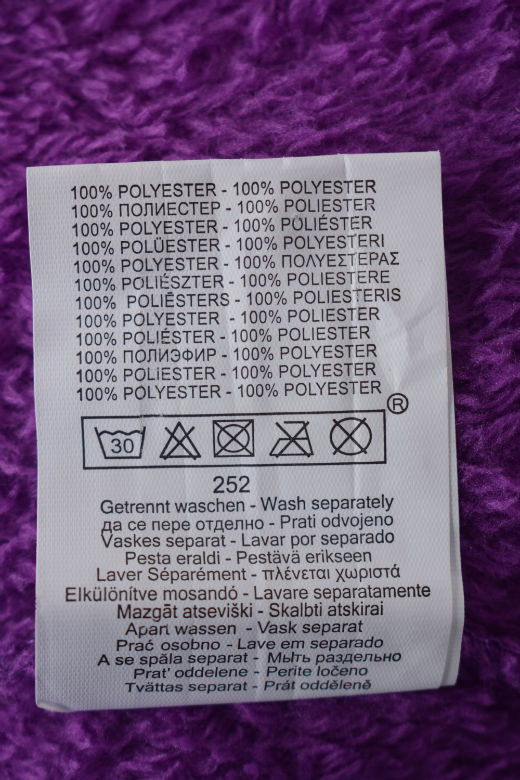 100% POLYESTER - 100% POLYESTER
100% ПОЛИЕСТЕР - 100% POLIESTER
100% POLYESTER - 100% POLIÉSTER
100% POLÜESTER - 100% POLYESTERI
100% POLYESTER - 100% ΠΟΛΥΕΣΤΕΡΑΣ
100% POLIÉSZTER - 100% POLIESTERE
100% POLIĒSTERS - 100% POLIESTERIS
100% POLYESTER - 100% POLIESTER
100% POLIÉSTER - 100% POLIESTER
100% ПОЛИЭФИР - 100% POLIESTER
100% POLiESTER - 100% POLIESTER
100% POLYESTER - 100% POLYESTER
®
30
252
Getrennt waschen - Wash separately
да се пере отделно - Prati odvojeno
Vaskes separat - Lavar por separado
Pesta eraldi - Pestävä erikseen
Laver Séparément - πλένεται χωριστά
Elkülönítve mosandó - Lavare separatamente
Mazgāt atseviški - Skalbti atskirai
Apart wassen - Vask separat
Prać osobno - Lave em separado
A se spăla separat - Мыть раздельно
Prat' oddelene - Perite ločeno
Tvättas separat - Prát odděleně